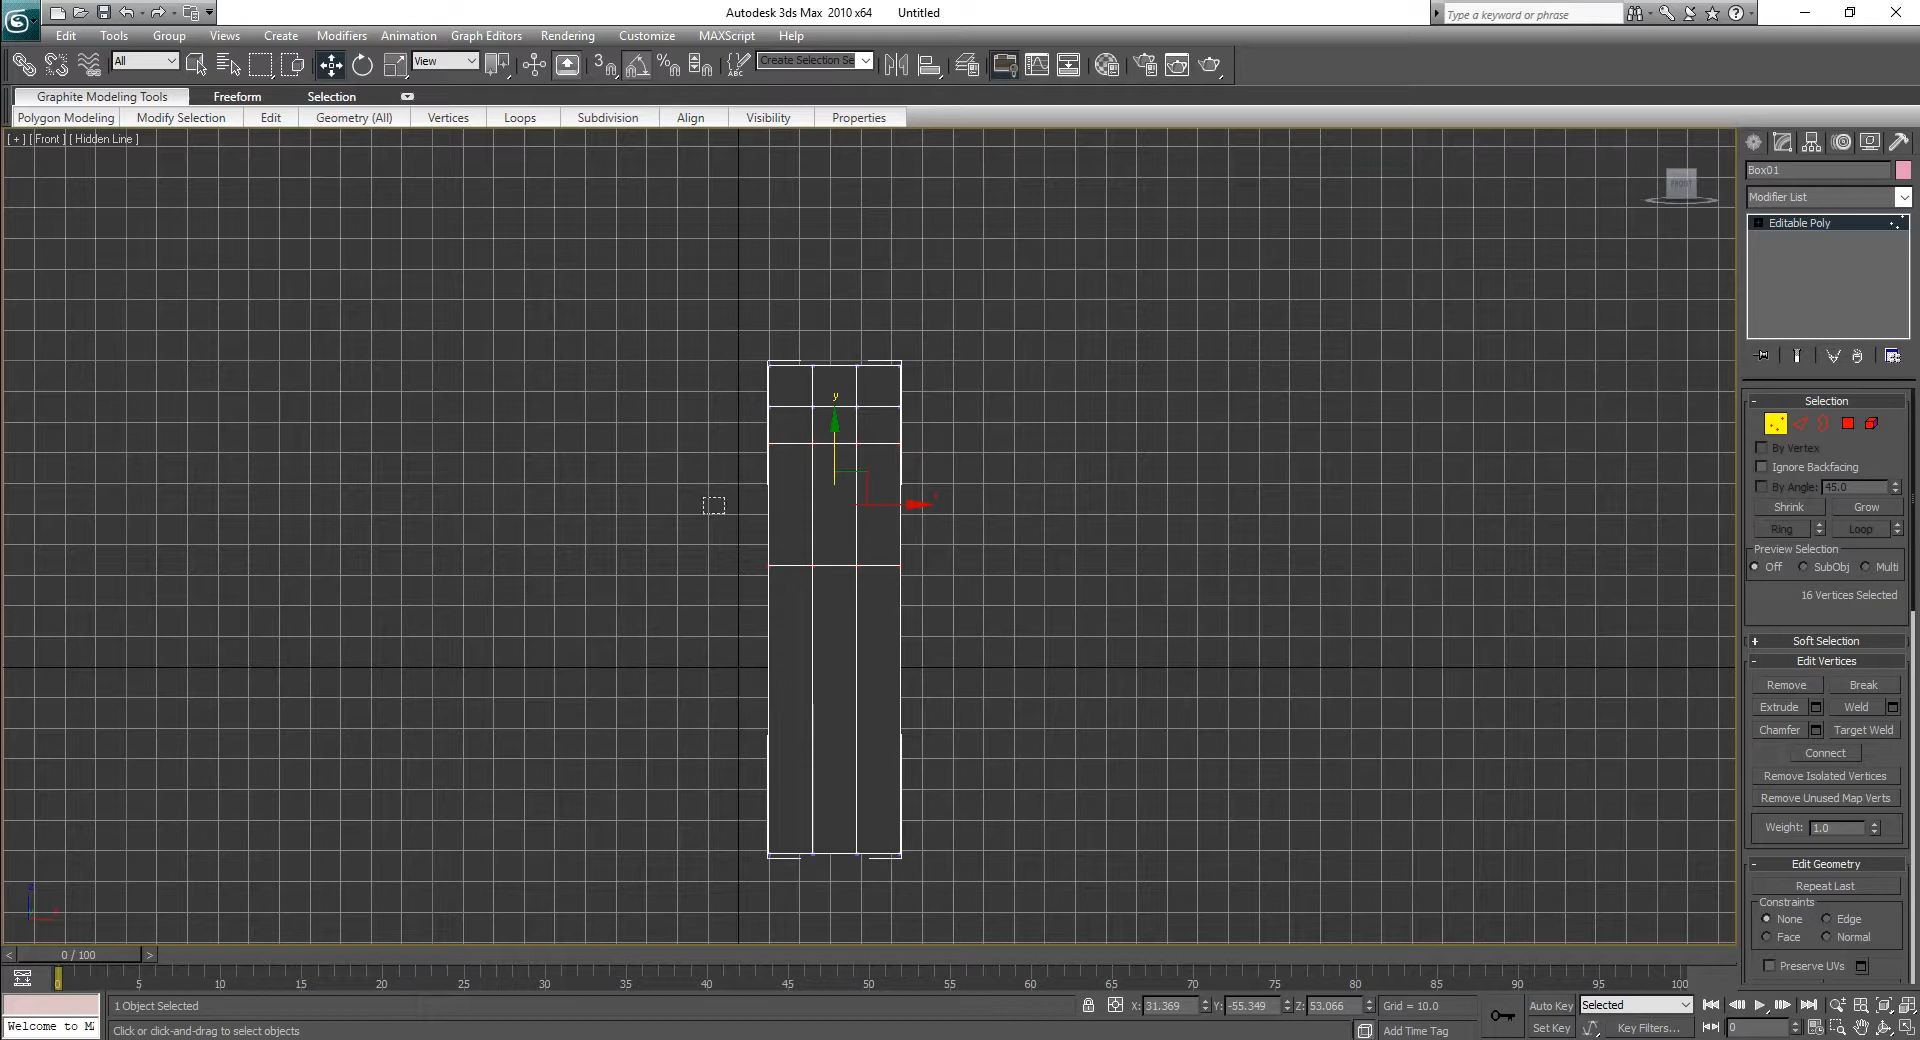 Autodesk 3ds Max 2010 x64 Untitled
Type a keyword or phrase
Edit Tools Group Views Create Modifiers Animation Graph Editors Rendering Customize MAXScript Help
All
View
3
ABC
Create Selection Se
Graphite Modeling Tools Freeform Selection
Polygon Modeling Modify Selection Edit Geometry (All) Vertices Loops Subdivision Align Visibility Properties
[ + ] [ Front ] [ Hidden Line ]
FRONT
y
x
z
x
Box01
Modifier List
Editable Poly
Selection
By Vertex
Ignore Backfacing
By Angle: 45.0
Shrink Grow
Ring Loop
Preview Selection
Off SubObj Multi
16 Vertices Selected
Soft Selection
Edit Vertices
Remove Break
Extrude Weld
Chamfer Target Weld
Connect
Remove Isolated Vertices
Remove Unused Map Verts
Weight: 1.0
Edit Geometry
Repeat Last
Constraints
None Edge
Face Normal
Preserve UVs
< 0 / 100 >
0 5 10 15 20 25 30 35 40 45 50 55 60 65 70 75 80 85 90 95 100
1 Object Selected
X: 31.369 Y: -55.349 Z: 53.066 Grid = 10.0
Auto Key Selected
Welcome to MA
Click or click-and-drag to select objects
Add Time Tag
Set Key Key Filters... 0